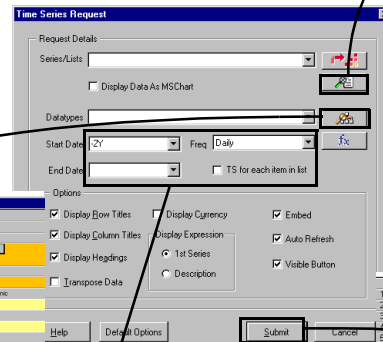 Time Series Request
Request Details
Series/Lists
Display Data As MSChart
Datatypes
Start Date -2Y Freq Daily
End Date TS for each item in list
Options
Display Row Titles Display Currency Embed
Display Column Titles Display Expression Auto Refresh
Display Headings 1st Series Visible Button
Transpose Data Description
Help Default Options Submit Cancel